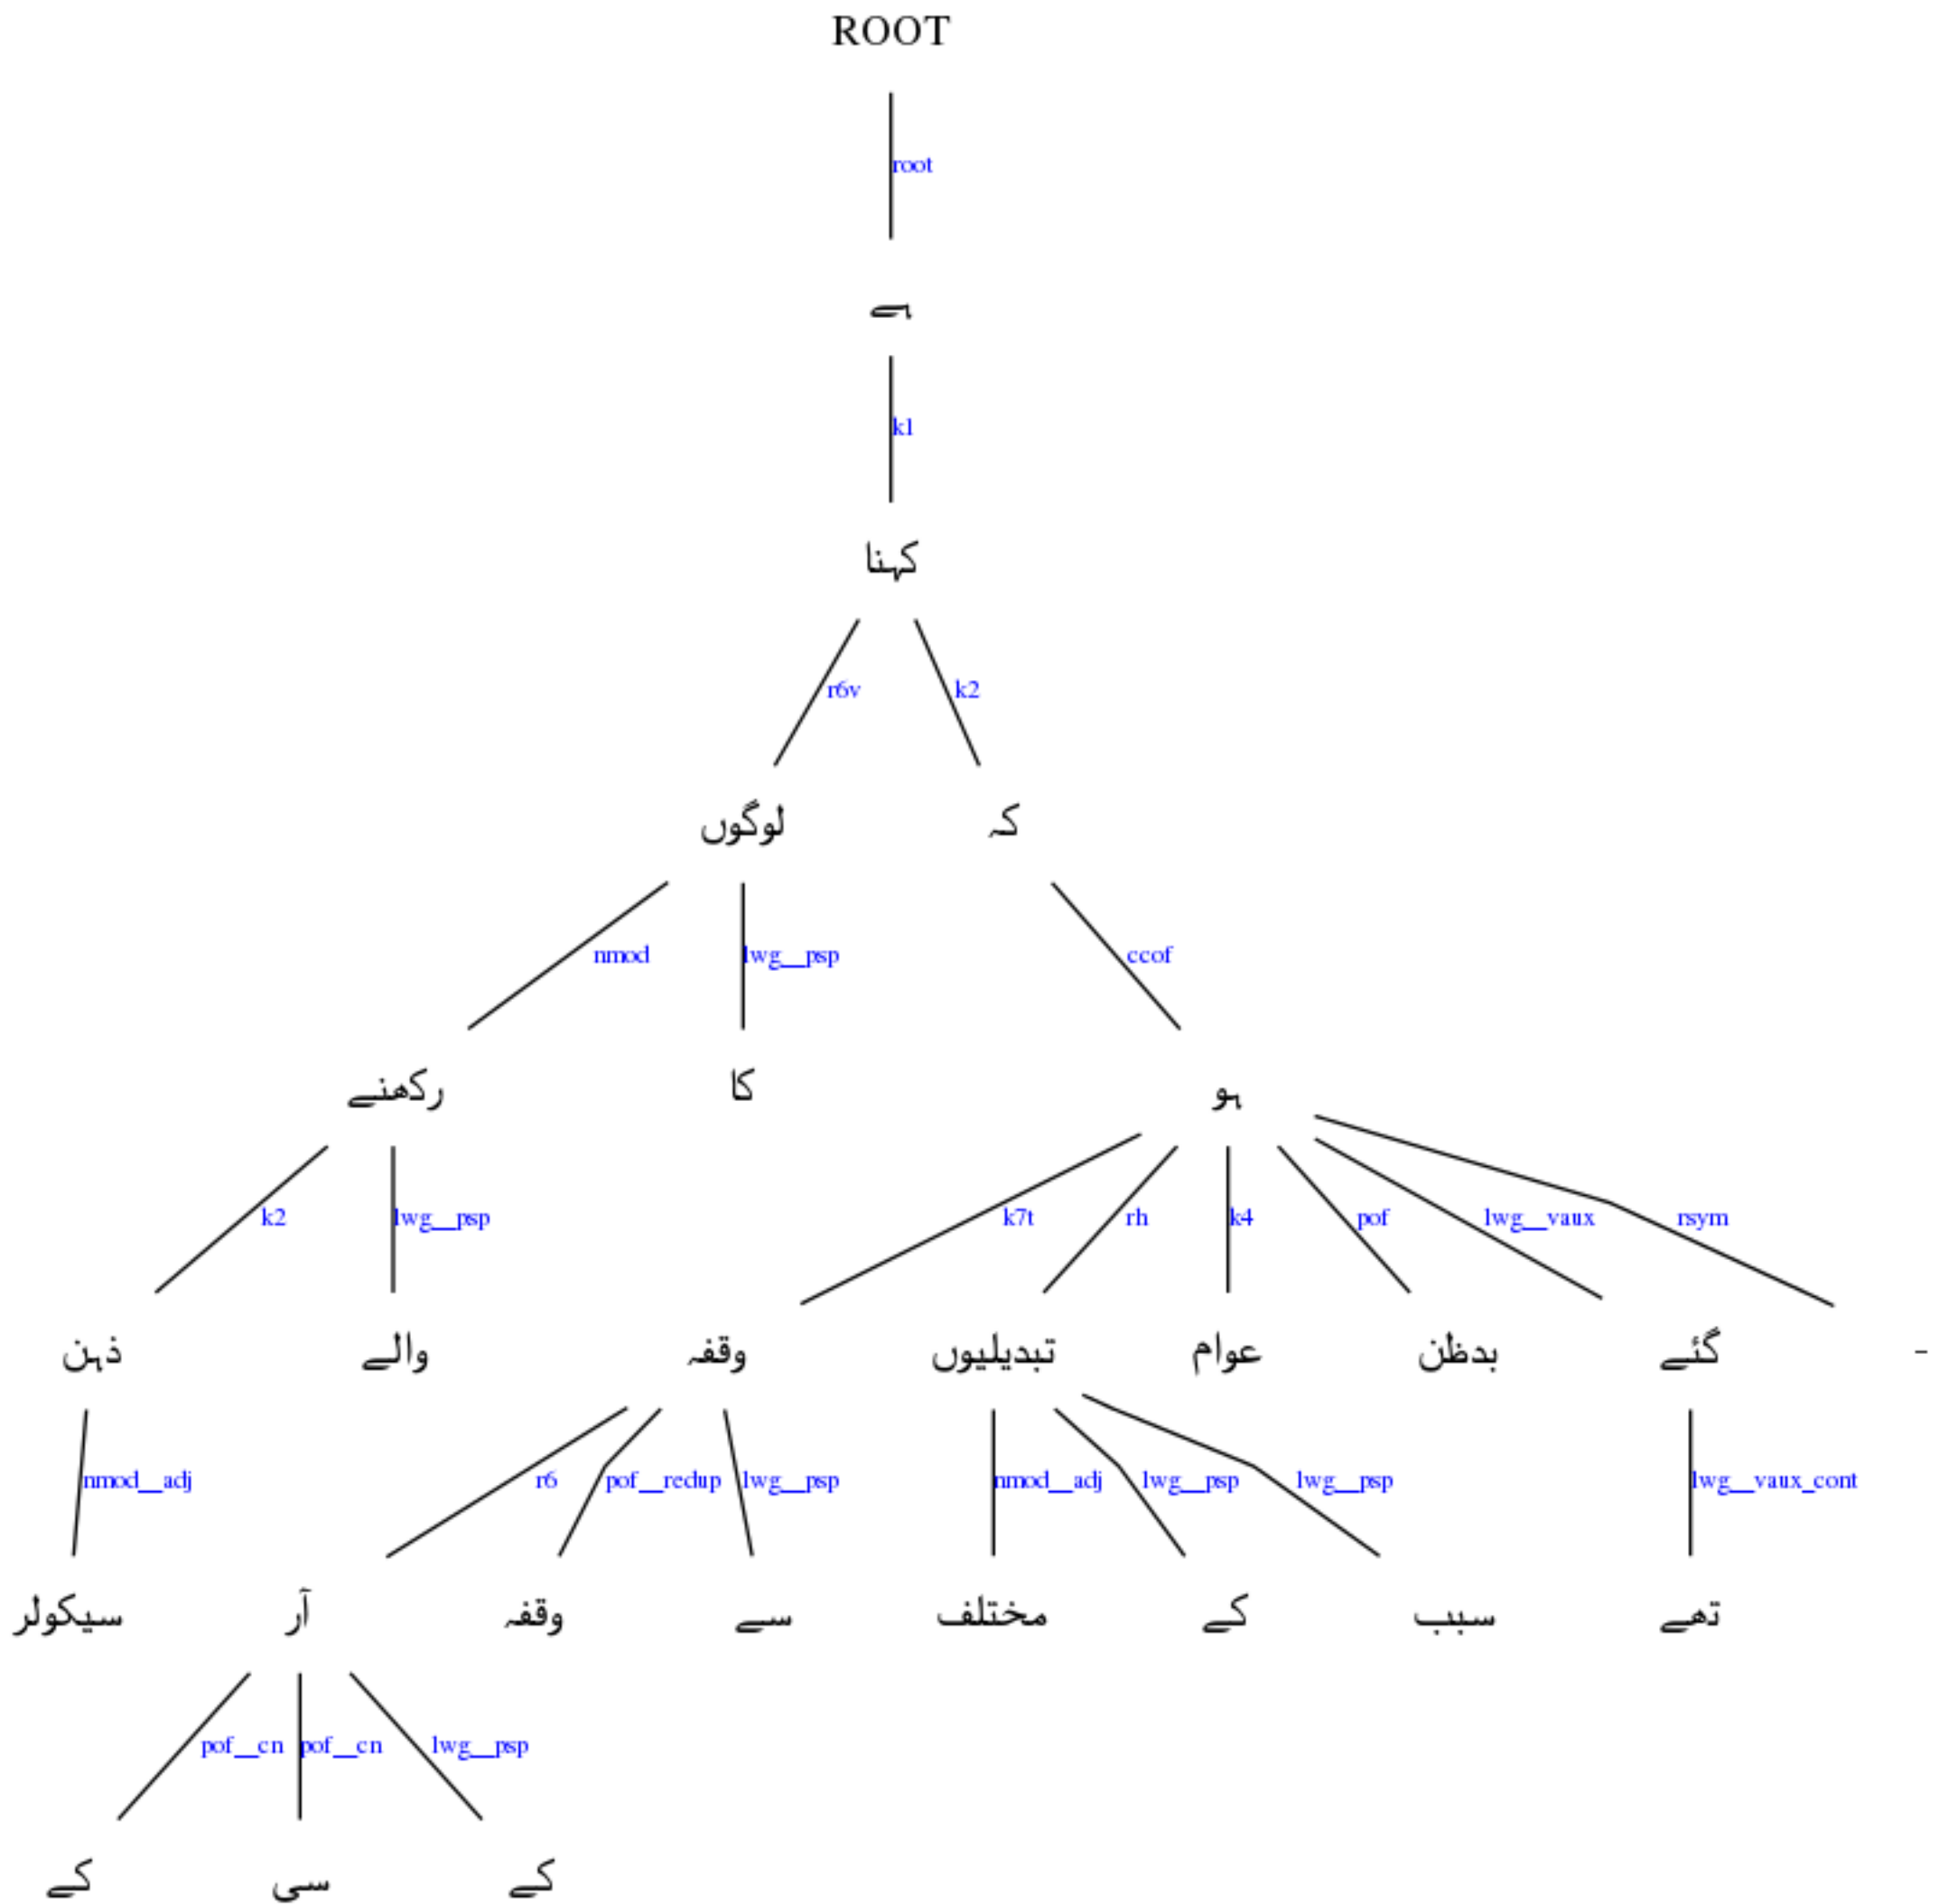 ROOT
root
ہے
k1
کہنا
r6v k2
لوگوں کہ
nmod lwg__psp ccof
رکھنے کا ہو
k2 lwg__psp k7t rh k4 pof lwg__vaux rsym
ذہن والے وقفہ تبدیلیوں عوام بدظن گئے -
nmod__adj r6 pof__redup lwg__psp nmod__adj lwg__psp lwg__psp lwg__vaux_cont
سیکولر آر وقفہ سے مختلف کے سبب تھے
pof__cn pof__cn lwg__psp
کے سی کے